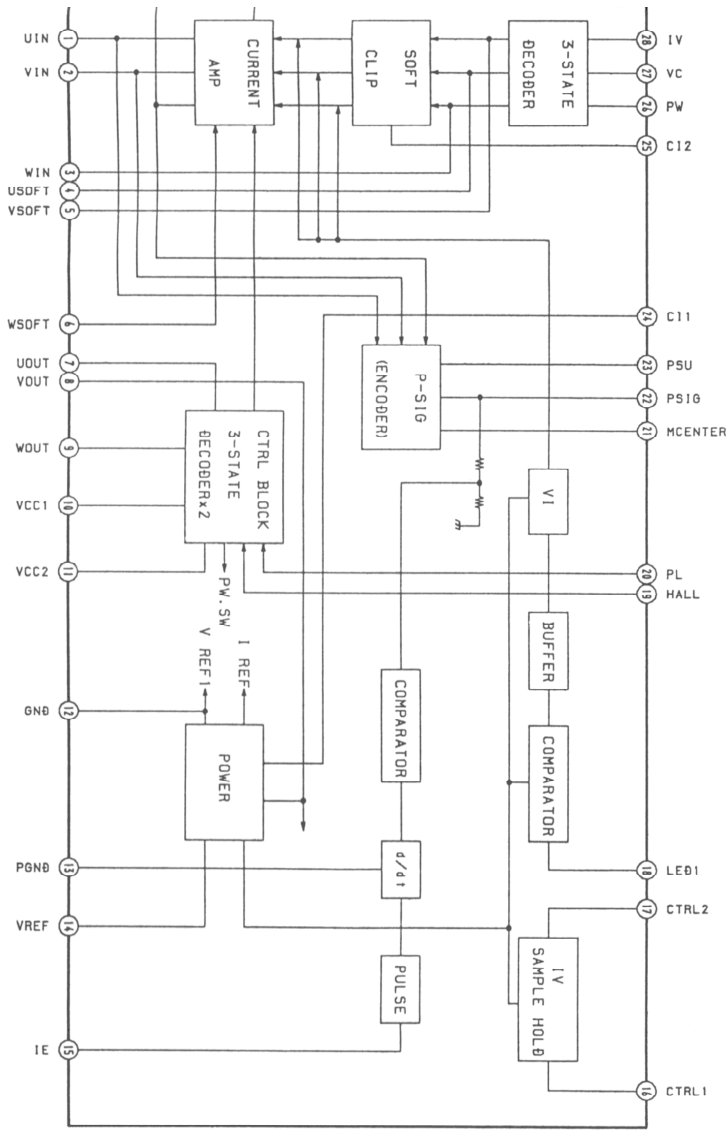 UIN
1
VIN
2
WIN
3
USOFT
4
VSOFT
5
WSOFT
6
UOUT
7
VOUT
8
WOUT
9
VCC1
10
VCC2
11
GND
12
PGND
13
VREF
14
IE
15
CURRENT
AMP
SOFT
CLIP
3-STATE
DECODER
28
IV
27
VC
26
PW
25
CI2
24
CI1
23
PSU
22
PSIG
21
MCENTER
20
PL
19
HALL
18
LED1
17
CTRL2
16
CTRL1
P-SIG
(ENCODER)
CTRL BLOCK
3-STATE
DECODER×2
PW.SW
V REF1
I REF
POWER
VI
BUFFER
COMPARATOR
COMPARATOR
d/dt
PULSE
IV
SAMPLE HOLD